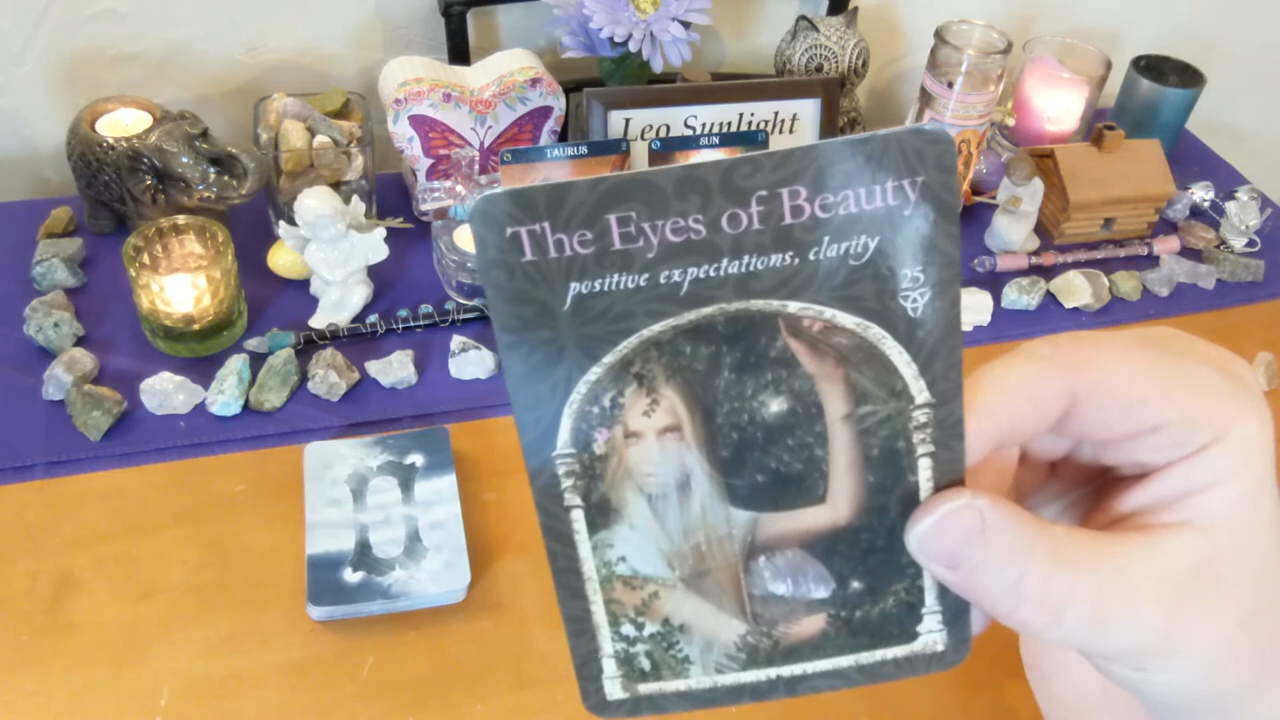 Leo Sunlight
TAURUS
SUN
The Eyes of Beauty
positive expectations, clarity
25